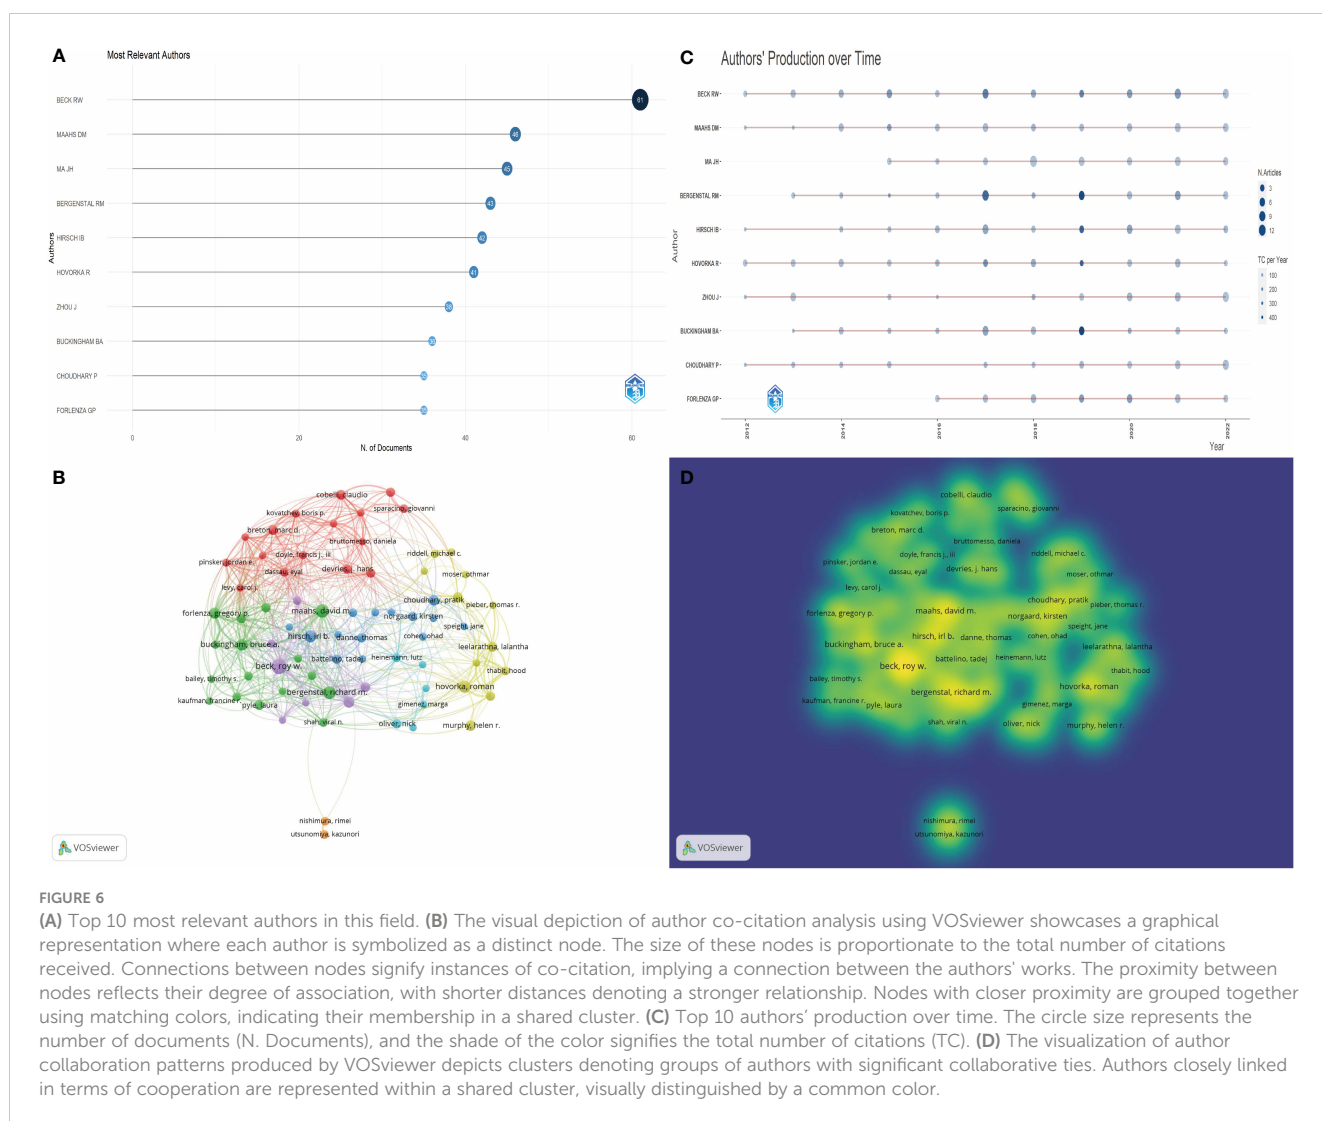 A
Most Relevant Authors
BECK RW
61
MAAHS DM
46
MA JH
45
BERGENSTAL RM
43
HIRSCH IB
42
HOVORKA R
41
ZHOU J
38
BUCKINGHAM BA
36
CHOUDHARY P
35
FORLENZA GP
35
Authors
0 20 40 60
N. of Documents
C
Authors' Production over Time
BECK RW
MAAHS DM
MA JH
BERGENSTAL RM
HIRSCH IB
HOVORKA R
ZHOU J
BUCKINGHAM BA
CHOUDHARY P
FORLENZA GP
Author
2012 2014 2016 2018 2020 2022
Year
N.Articles
3
6
9
12
TC per Year
100
200
300
400
B
cobelli, claudio
sparacino, giovanni
kovatchev, boris p.
breton, marc d.
bruttomesso, daniela
doyle, francis j., iii
riddell, michael c.
pinsker, jordan e.
dassau, eyal
devries, j. hans
moser, othmar
levy, carol j.
choudhary, pratik
pieber, thomas r.
forlenza, gregory p.
maahs, david m.
norgaard, kirsten
speight, jane
hirsch, irl b.
danne, thomas
cohen, ohad
buckingham, bruce a.
leelarathna, lalantha
beck, roy w.
battelino, tadej
heinemann, lutz
thabit, hood
bailey, timothy s.
hovorka, roman
bergenstal, richard m.
kaufman, francine r.
pyle, laura
gimenez, marga
shah, viral n.
oliver, nick
murphy, helen r.
nishimura, rimei
utsunomiya, kazunori
VOSviewer
D
cobelli, claudio
sparacino, giovanni
kovatchev, boris p.
breton, marc d.
bruttomesso, daniela
doyle, francis j., iii
riddell, michael c.
pinsker, jordan e.
dassau, eyal
devries, j. hans
moser, othmar
levy, carol j.
choudhary, pratik
pieber, thomas r.
forlenza, gregory p.
maahs, david m.
norgaard, kirsten
speight, jane
hirsch, irl b.
danne, thomas
cohen, ohad
buckingham, bruce a.
leelarathna, lalantha
beck, roy w.
battelino, tadej
heinemann, lutz
thabit, hood
bailey, timothy s.
hovorka, roman
bergenstal, richard m.
kaufman, francine r.
pyle, laura
gimenez, marga
shah, viral n.
oliver, nick
murphy, helen r.
nishimura, rimei
utsunomiya, kazunori
VOSviewer
FIGURE 6
(A) Top 10 most relevant authors in this field. (B) The visual depiction of author co-citation analysis using VOSviewer showcases a graphical
representation where each author is symbolized as a distinct node. The size of these nodes is proportionate to the total number of citations
received. Connections between nodes signify instances of co-citation, implying a connection between the authors' works. The proximity between
nodes reflects their degree of association, with shorter distances denoting a stronger relationship. Nodes with closer proximity are grouped together
using matching colors, indicating their membership in a shared cluster. (C) Top 10 authors' production over time. The circle size represents the
number of documents (N. Documents), and the shade of the color signifies the total number of citations (TC). (D) The visualization of author
collaboration patterns produced by VOSviewer depicts clusters denoting groups of authors with significant collaborative ties. Authors closely linked
in terms of cooperation are represented within a shared cluster, visually distinguished by a common color.